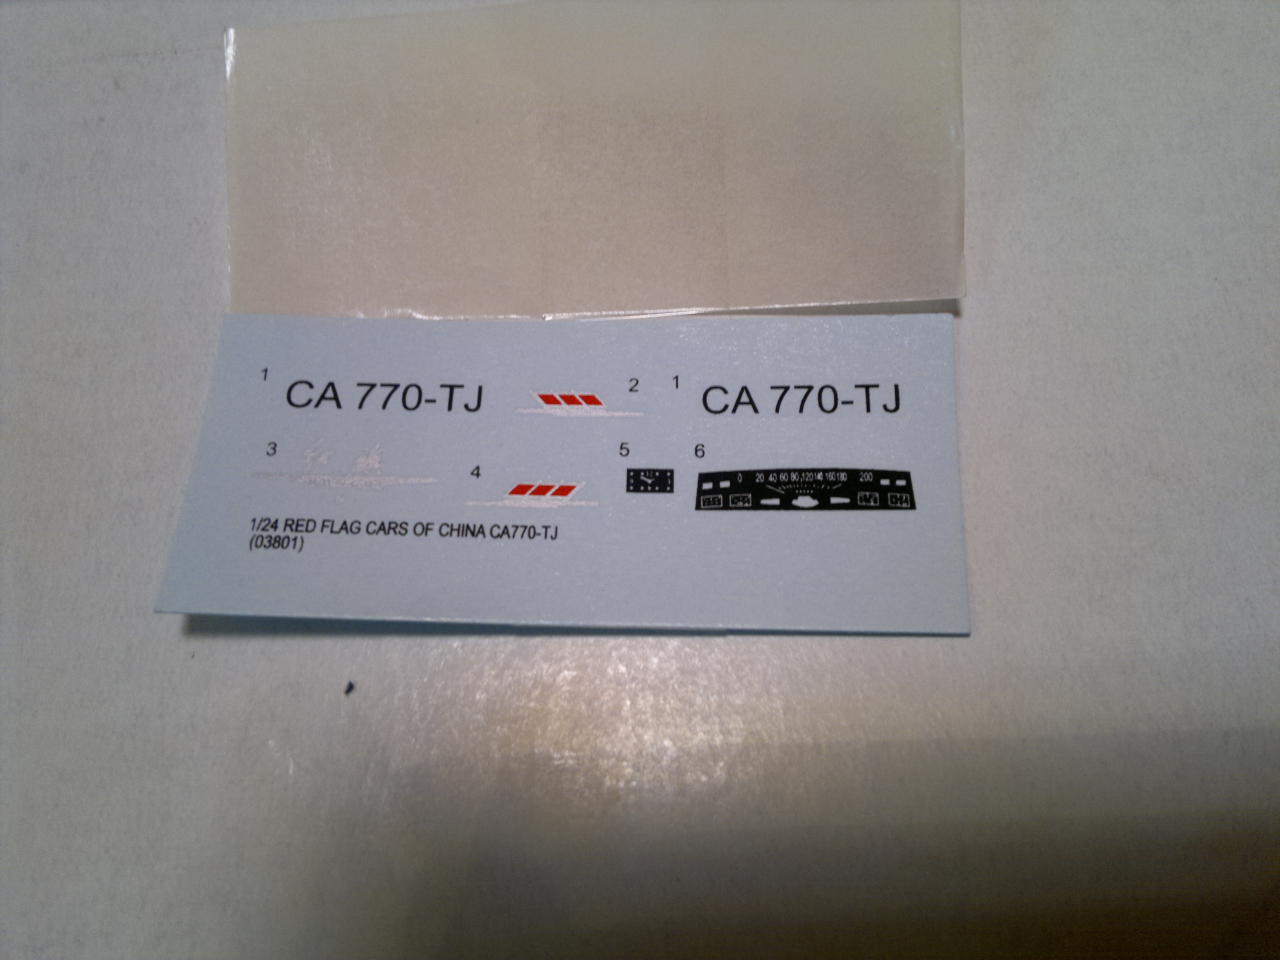 1 CA 770-TJ 2 1 CA 770-TJ
3 4 5 6
0 20 40 60 80 120 140 160 180 200
1/24 RED FLAG CARS OF CHINA CA770-TJ
(03801)